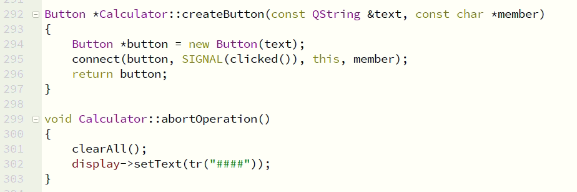 292 Button *Calculator::createButton(const QString &text, const char *member)
293 {
294     Button *button = new Button(text);
295     connect(button, SIGNAL(clicked()), this, member);
296     return button;
297 }
298
299 void Calculator::abortOperation()
300 {
301     clearAll();
302     display->setText(tr("####"));
303 }